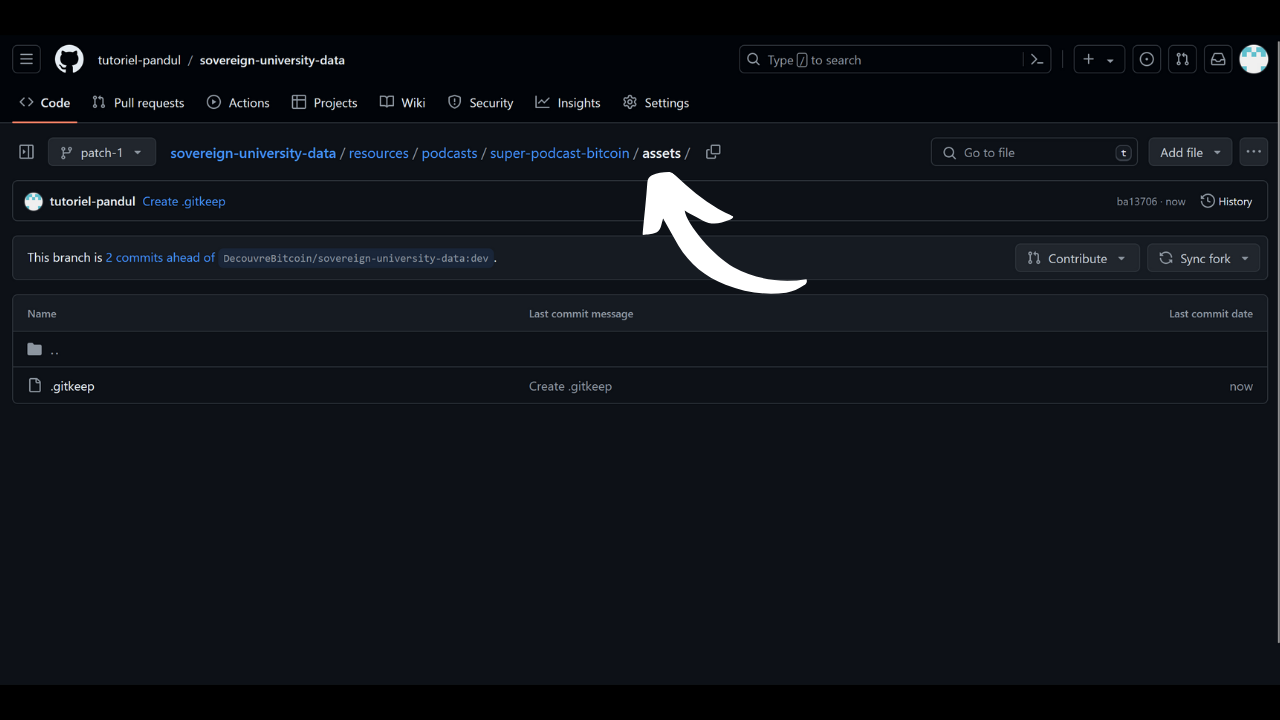 tutoriel-pandul / sovereign-university-data
Type / to search
Code Pull requests Actions Projects Wiki Security Insights Settings
patch-1 sovereign-university-data / resources / podcasts / super-podcast-bitcoin / assets / Go to file t Add file
tutoriel-pandul Create .gitkeep ba13706 · now History
This branch is 2 commits ahead of DecouvreBitcoin/sovereign-university-data:dev . Contribute Sync fork
Name Last commit message Last commit date
..
.gitkeep Create .gitkeep now